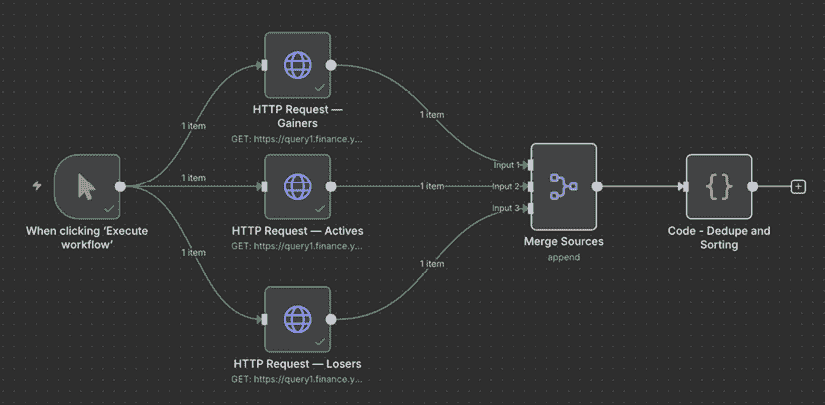 HTTP Request —
Gainers
GET: https://query1.finance.y...
1 item
1 item
When clicking ‘Execute
workflow’
1 item
HTTP Request — Actives
GET: https://query1.finance.y...
1 item
HTTP Request — Losers
GET: https://query1.finance.y...
1 item
1 item
Input 1
Input 2
Input 3
Merge Sources
append
{}
Code - Dedupe and
Sorting